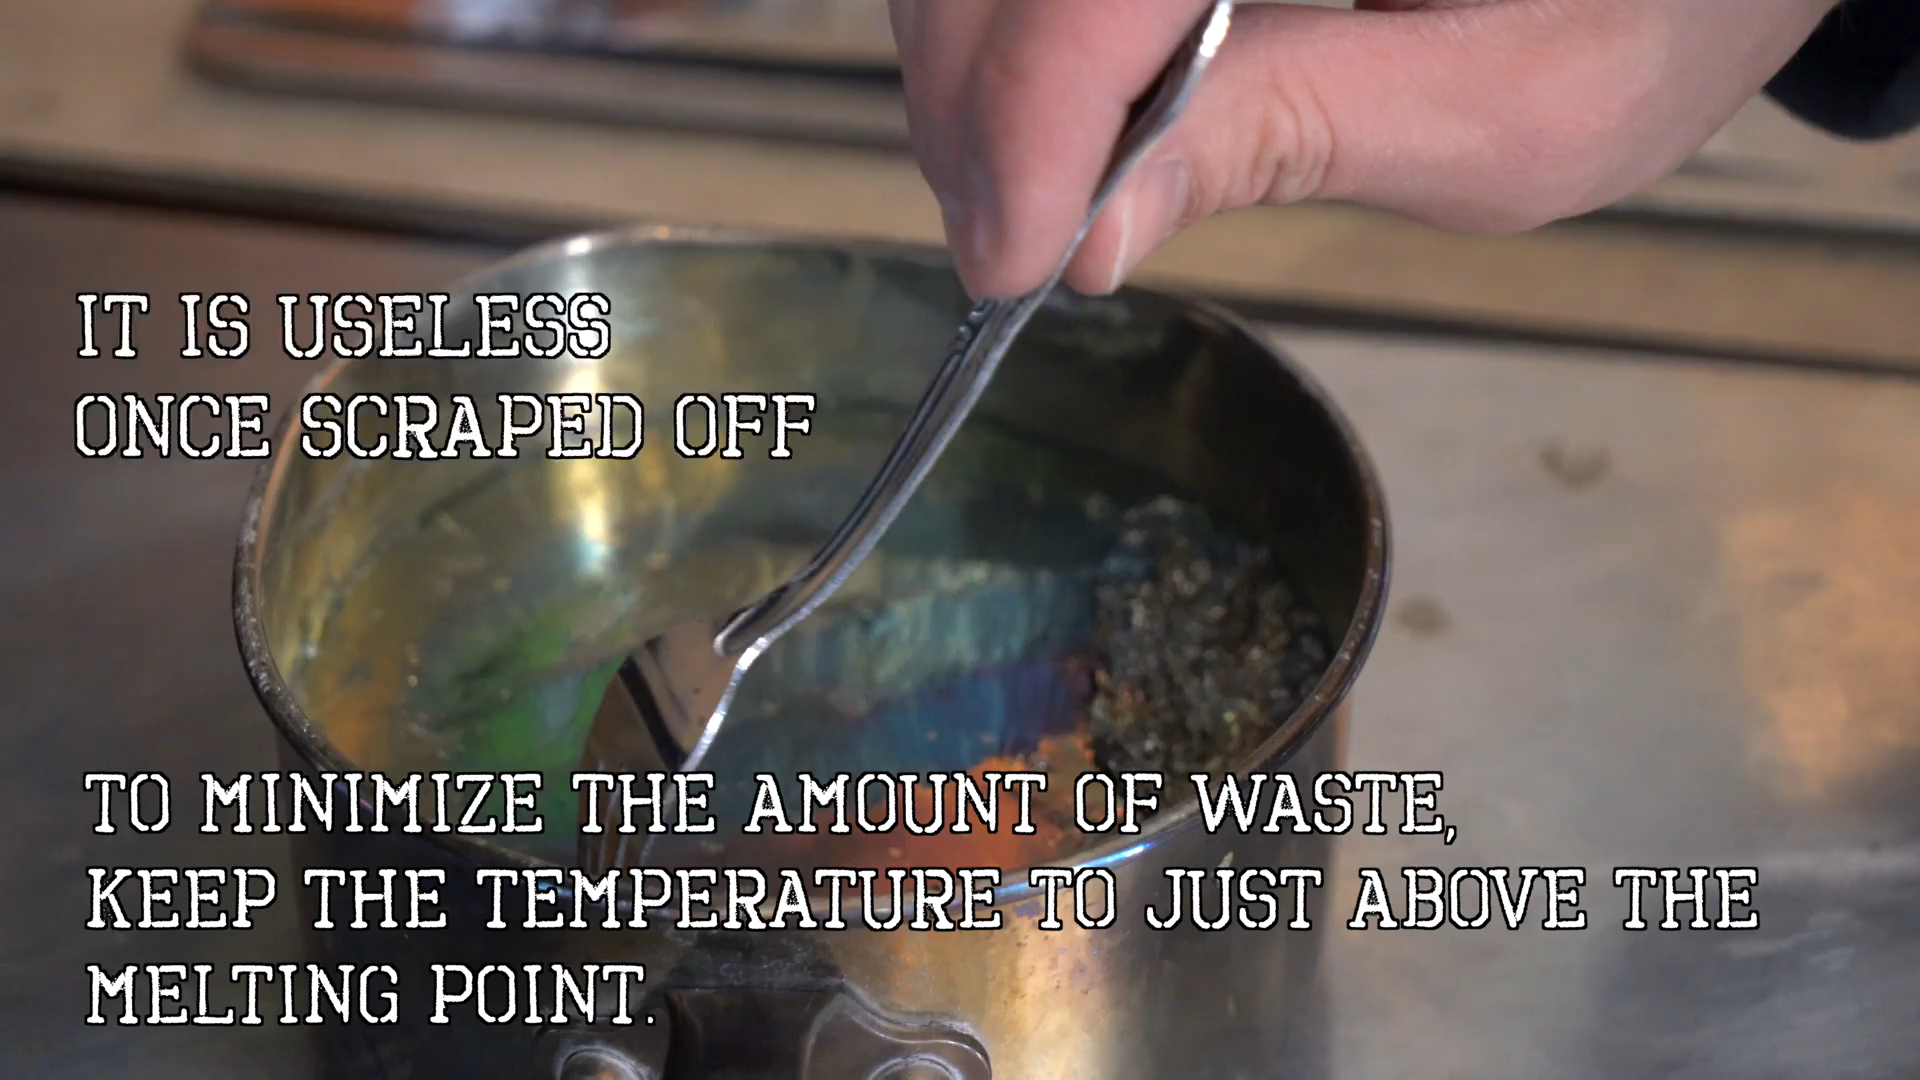 IT IS USELESS
ONCE SCRAPED OFF
TO MINIMIZE THE AMOUNT OF WASTE,
KEEP THE TEMPERATURE TO JUST ABOVE THE
MELTING POINT.